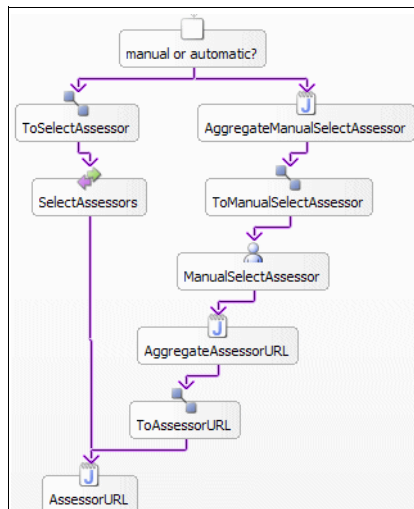 manual or automatic?
ToSelectAssessor
J
AggregateManualSelectAssessor
SelectAssessors
ToManualSelectAssessor
ManualSelectAssessor
J
AggregateAssessorURL
ToAssessorURL
J
AssessorURL